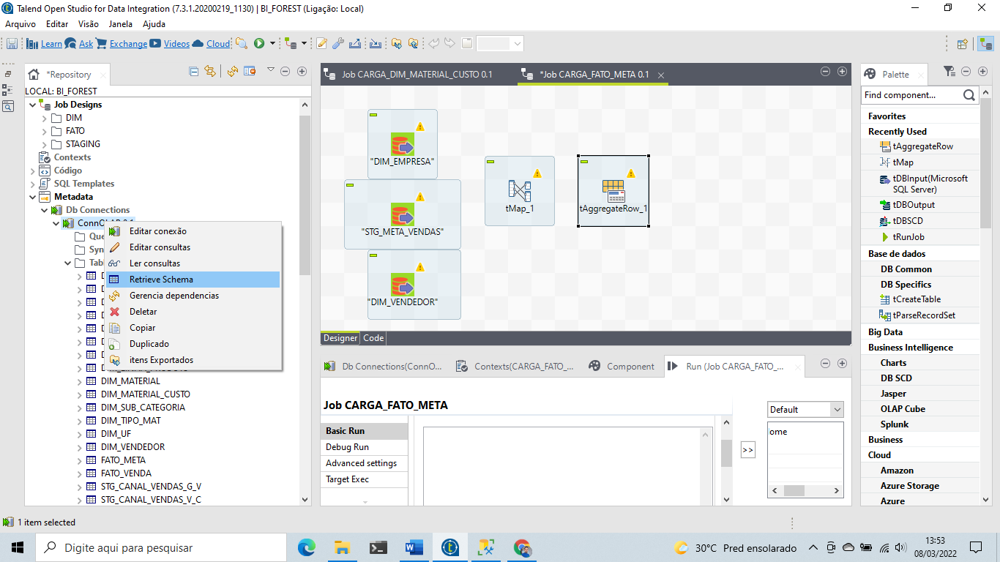 Talend Open Studio for Data Integration (7.3.1.20200219_1130) | BI_FOREST (Ligação: Local)
Arquivo Editar Visão Janela Ajuda
Learn Ask Exchange Videos Cloud
*Repository
LOCAL: BI_FOREST
Job Designs
DIM
FATO
STAGING
Contexts
Código
SQL Templates
Metadata
Db Connections
Editar conexão
Editar consultas
Ler consultas
Retrieve Schema
Gerencia dependencias
Deletar
Copiar
Duplicado
itens Exportados
DIM_MATERIAL
DIM_MATERIAL_CUSTO
DIM_SUB_CATEGORIA
DIM_TIPO_MAT
DIM_UF
DIM_VENDEDOR
FATO_META
FATO_VENDA
STG_CANAL_VENDAS_G_V
STG_CANAL_VENDAS_V_C
Job CARGA_DIM_MATERIAL_CUSTO 0.1
*Job CARGA_FATO_META 0.1
"DIM_EMPRESA"
"STG_META_VENDAS"
"DIM_VENDEDOR"
tMap_1
tAggregateRow_1
Designer Code
Db Connections(ConnO...
Contexts(CARGA_FATO_...
Component
Run (Job CARGA_FATO_...
Job CARGA_FATO_META
Basic Run
Debug Run
Advanced settings
Target Exec
>>
Default
ome
Palette
Find component...
Favorites
Recently Used
tAggregateRow
tMap
tDBInput(Microsoft
SQL Server)
tDBOutput
tDBSCD
tRunJob
Base de dados
DB Common
DB Specifics
tCreateTable
tParseRecordSet
Big Data
Business Intelligence
Charts
DB SCD
Jasper
OLAP Cube
Splunk
Business
Cloud
Amazon
Azure Storage
Azure
1 item selected
Digite aqui para pesquisar
30°C Pred ensolarado
13:53
08/03/2022